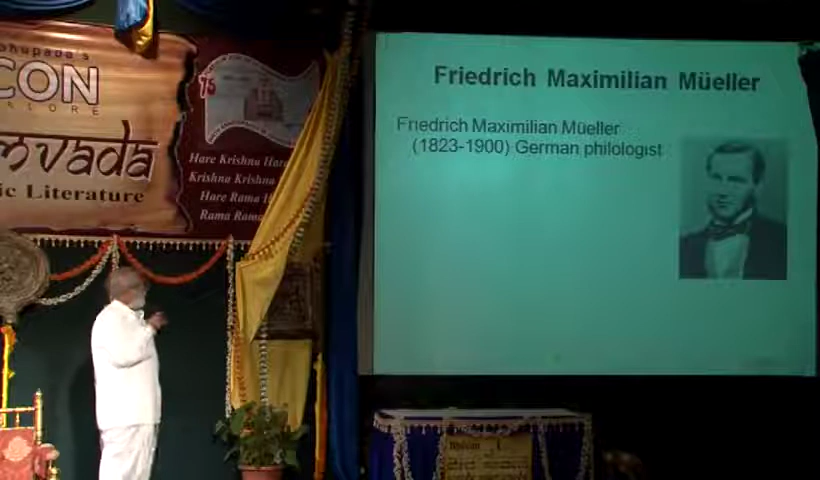 CON
LORE
mvada
ic Literature
75
Hare Krishna Hare
Krishna Krishna
Hare Rama
Rama Rama
Friedrich Maximilian Müeller
Friedrich Maximilian Müeller
(1823-1900) German philologist